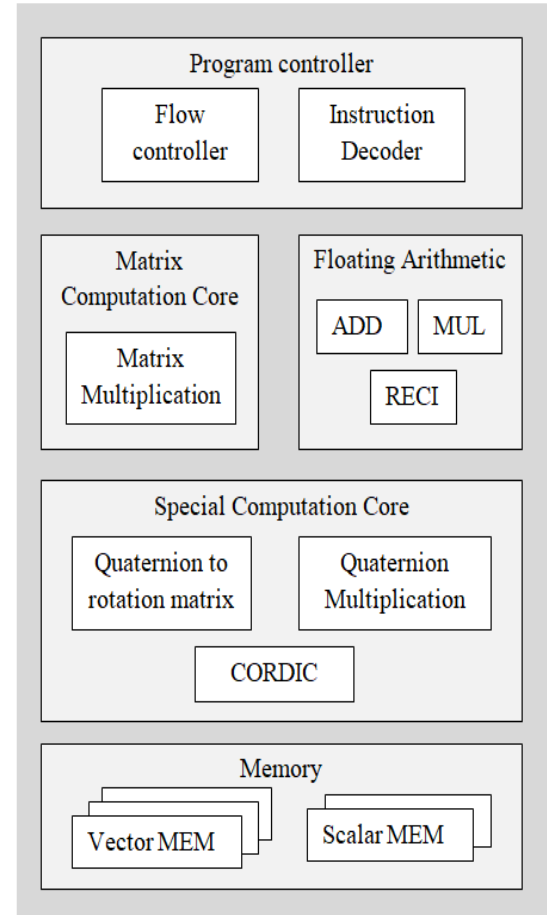 Program controller
Flow
controller
Instruction
Decoder
Matrix
Computation Core
Matrix
Multiplication
Floating Arithmetic
ADD
MUL
RECI
Special Computation Core
Quaternion to
rotation matrix
Quaternion
Multiplication
CORDIC
Memory
Vector MEM
Scalar MEM